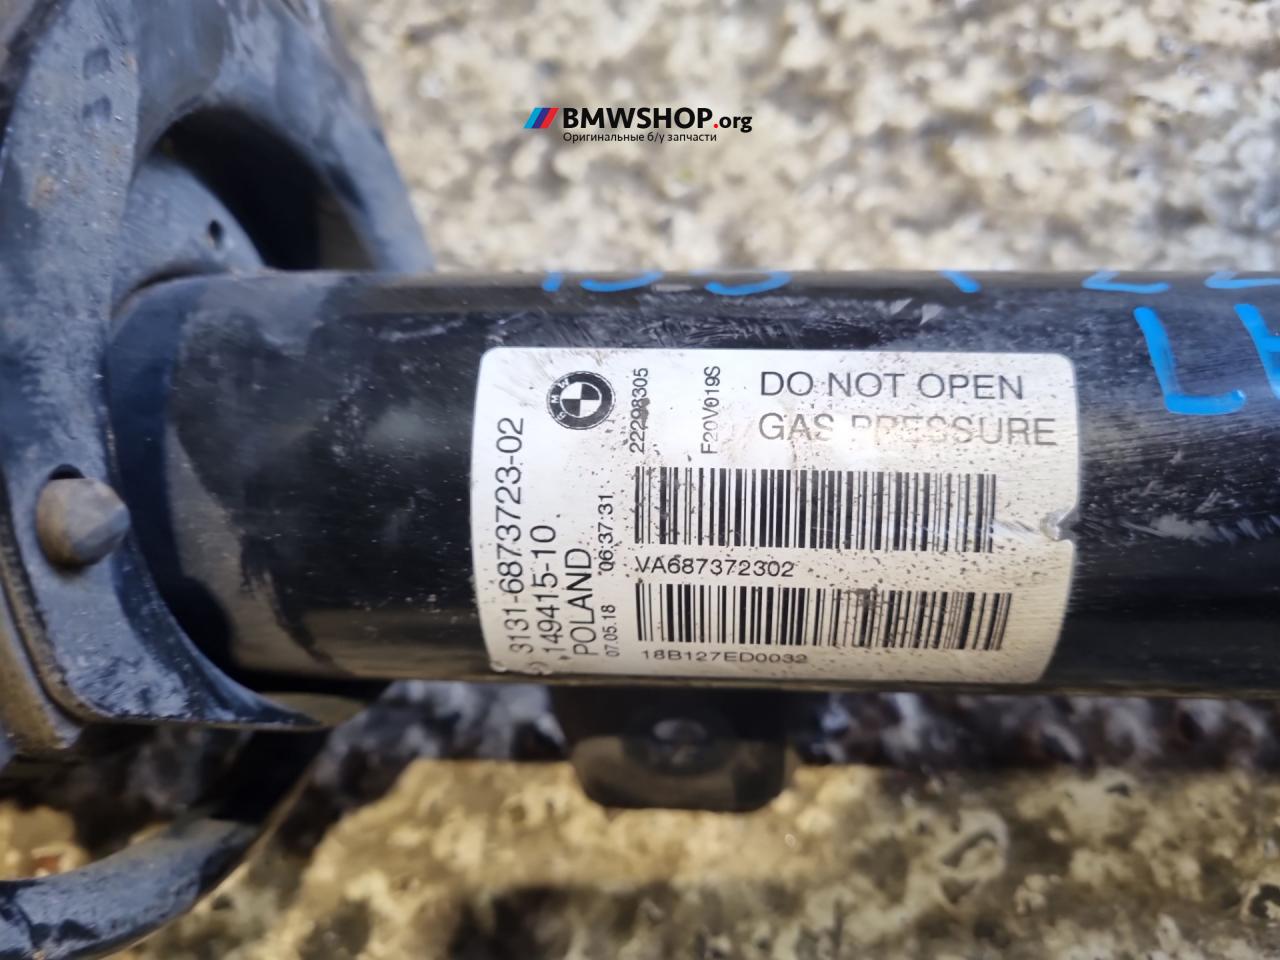 BMWSHOP.org
Оригинальные б/у запчасти
DO NOT OPEN
GAS PRESSURE
3131-6873723-02
149415-10
POLAND
07.05.18 06:37:31
22298305
F20V019S
VA687372302
18B127ED0032
BMW